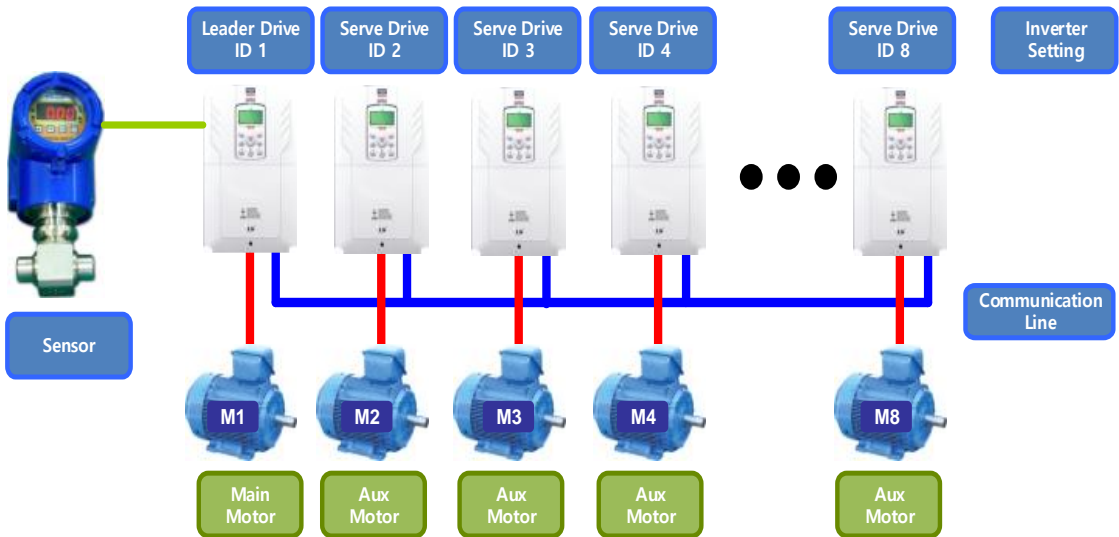 Leader Drive
ID 1
Serve Drive
ID 2
Serve Drive
ID 3
Serve Drive
ID 4
Serve Drive
ID 8
Inverter
Setting
Sensor
Communication
Line
M1
M2
M3
M4
M8
Main
Motor
Aux
Motor
Aux
Motor
Aux
Motor
Aux
Motor